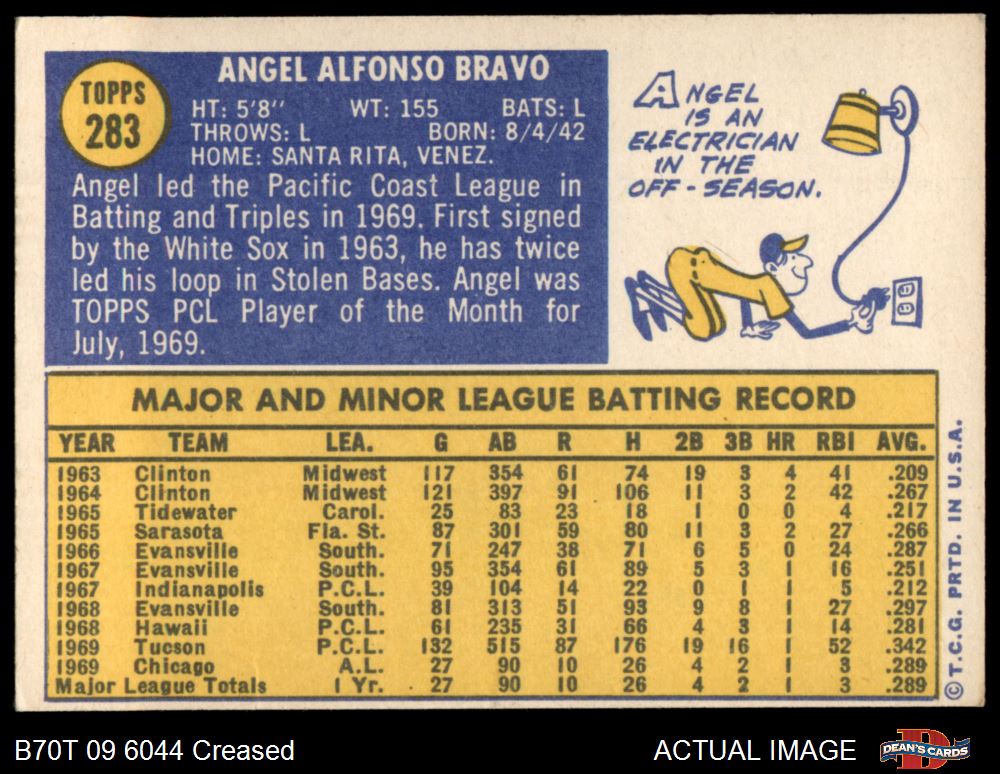 TOPPS
283
ANGEL ALFONSO BRAVO
HT: 5'8" WT: 155 BATS: L
THROWS: L BORN: 8/4/42
HOME: SANTA RITA, VENEZ.
Angel led the Pacific Coast League in
Batting and Triples in 1969. First signed
by the White Sox in 1963, he has twice
led his loop in Stolen Bases. Angel was
TOPPS PCL Player of the Month for
July, 1969.
ANGEL
IS AN
ELECTRICIAN
IN THE
OFF-SEASON.
MAJOR AND MINOR LEAGUE BATTING RECORD
YEAR TEAM LEA. G AB R H 2B 3B HR RBI AVG.
1963 Clinton Midwest 117 354 61 74 19 3 4 41 .209
1964 Clinton Midwest 121 397 91 106 11 3 2 42 .267
1965 Tidewater Carol. 25 83 23 18 1 0 0 4 .217
1965 Sarasota Fla. St. 87 301 59 80 11 3 2 27 .266
1966 Evansville South. 71 247 38 71 6 5 0 24 .287
1967 Evansville South. 95 354 61 89 5 3 1 16 .251
1967 Indianapolis P.C.L. 39 104 14 22 0 1 1 5 .212
1968 Evansville South. 81 313 51 93 9 8 1 27 .297
1968 Hawaii P.C.L. 61 235 31 66 4 3 1 14 .281
1969 Tucson P.C.L. 132 515 87 176 19 16 1 52 .342
1969 Chicago A.L. 27 90 10 26 4 2 1 3 .289
Major League Totals 1 Yr. 27 90 10 26 4 2 1 3 .289
© T.C.G. PRTD. IN U.S.A.
B70T 09 6044 Creased
ACTUAL IMAGE
DEAN'S CARDS